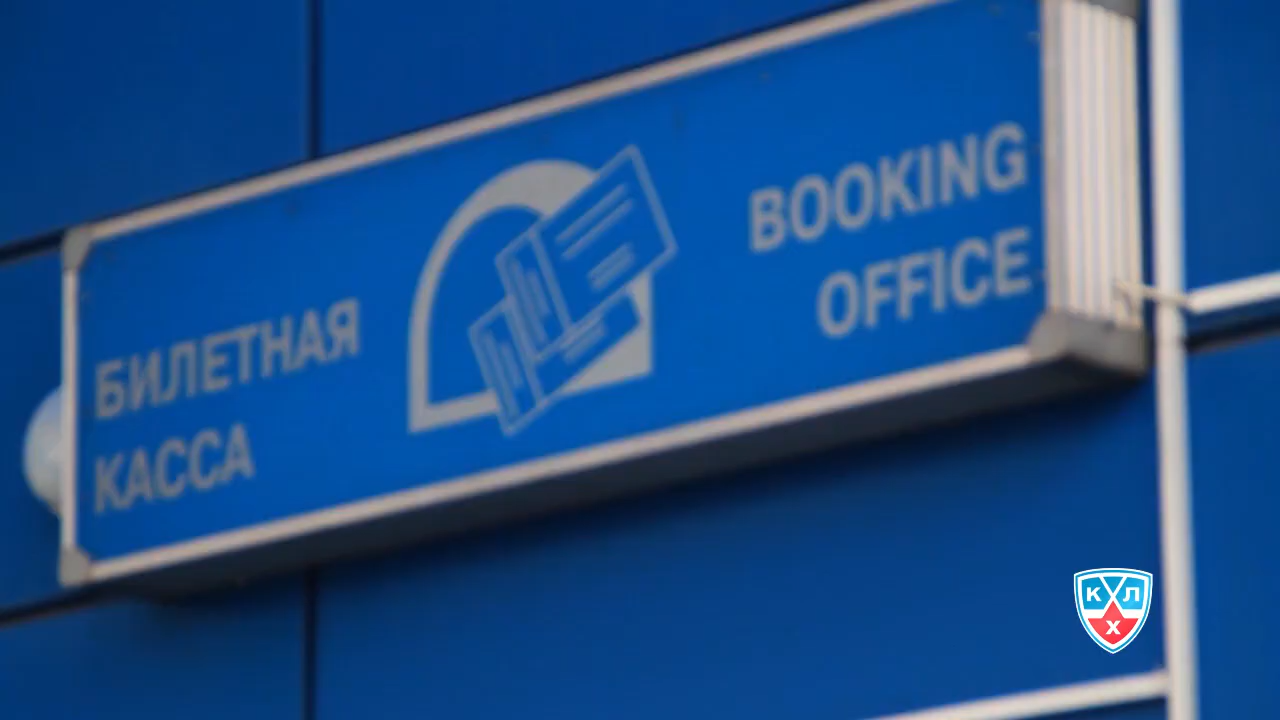 БИЛЕТНАЯ
КАССА
BOOKING
OFFICE
К Л
Х